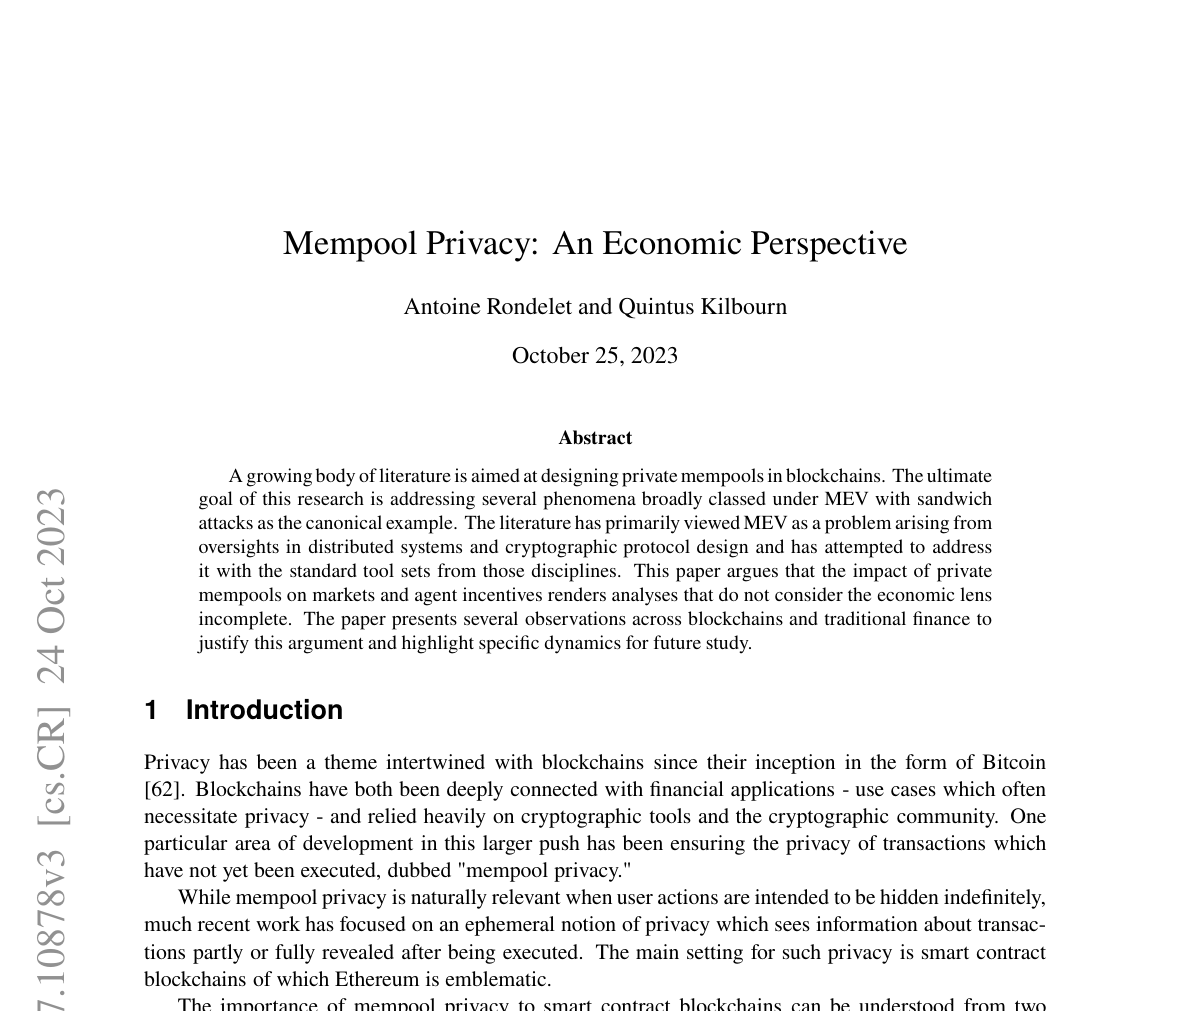 Mempool Privacy: An Economic Perspective
Antoine Rondelet and Quintus Kilbourn
October 25, 2023
Abstract
A growing body of literature is aimed at designing private mempools in blockchains. The ultimate
goal of this research is addressing several phenomena broadly classed under MEV with sandwich
attacks as the canonical example. The literature has primarily viewed MEV as a problem arising from
oversights in distributed systems and cryptographic protocol design and has attempted to address
it with the standard tool sets from those disciplines. This paper argues that the impact of private
mempools on markets and agent incentives renders analyses that do not consider the economic lens
incomplete. The paper presents several observations across blockchains and traditional finance to
justify this argument and highlight specific dynamics for future study.
1 Introduction
Privacy has been a theme intertwined with blockchains since their inception in the form of Bitcoin
[62]. Blockchains have both been deeply connected with financial applications - use cases which often
necessitate privacy - and relied heavily on cryptographic tools and the cryptographic community. One
particular area of development in this larger push has been ensuring the privacy of transactions which
have not yet been executed, dubbed "mempool privacy."
While mempool privacy is naturally relevant when user actions are intended to be hidden indefinitely,
much recent work has focused on an ephemeral notion of privacy which sees information about transac-
tions partly or fully revealed after being executed. The main setting for such privacy is smart contract
blockchains of which Ethereum is emblematic.
The importance of mempool privacy to smart contract blockchains can be understood from two
7.10878v3 [cs.CR] 24 Oct 2023